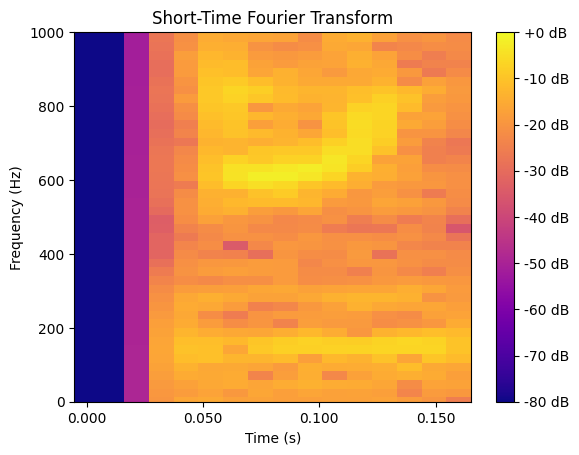 Short-Time Fourier Transform
1000
800
600
400
200
0
Frequency (Hz)
0.000
0.050
0.100
0.150
Time (s)
+0 dB
-10 dB
-20 dB
-30 dB
-40 dB
-50 dB
-60 dB
-70 dB
-80 dB